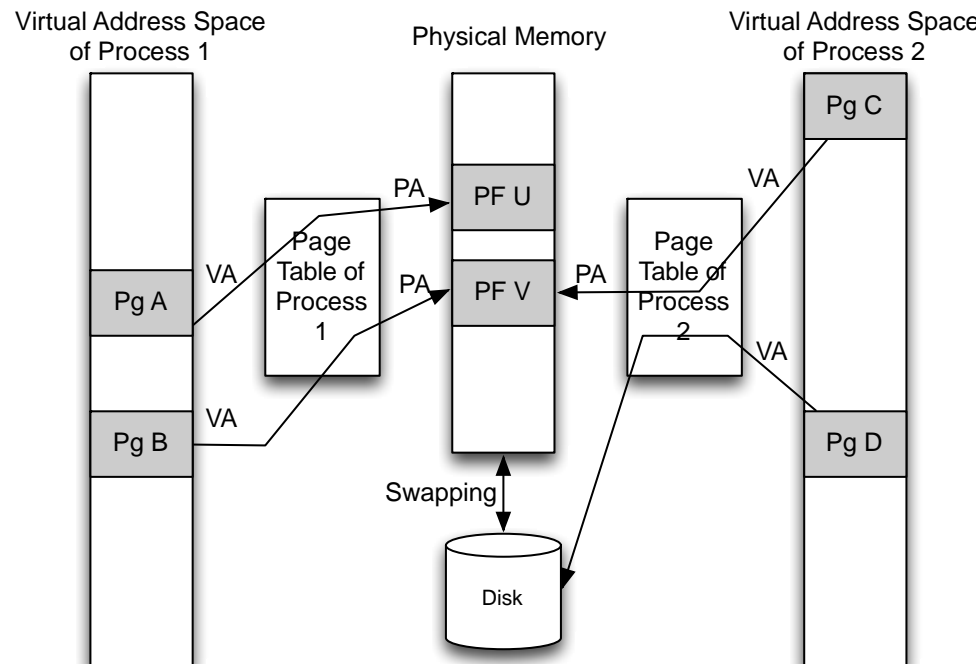 Virtual Address Space
of Process 1
Physical Memory
Virtual Address Space
of Process 2
Pg C
PA
PF U
VA
Page
Table of
Process
1
Page
Table of
Process
2
VA
Pg A
PA
PF V
PA
VA
VA
Pg B
Pg D
Swapping
Disk